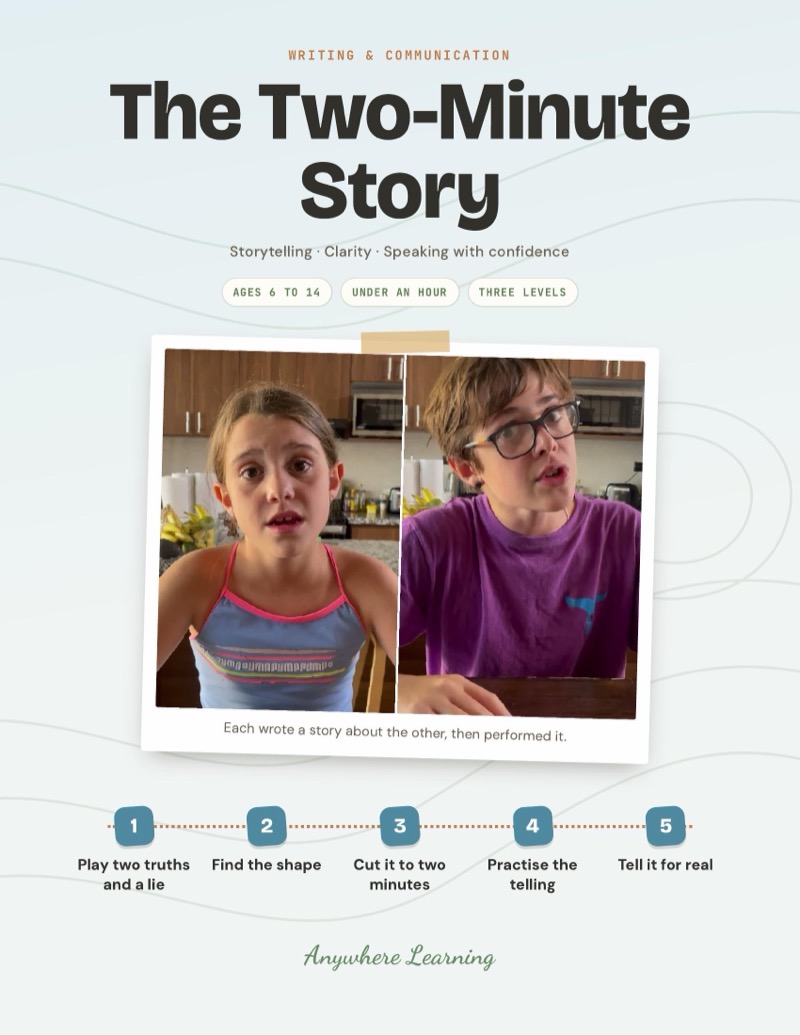 WRITING & COMMUNICATION
The Two-Minute
Story
Storytelling · Clarity · Speaking with confidence
AGES 6 TO 14
UNDER AN HOUR
THREE LEVELS
Each wrote a story about the other, then performed it.
1
2
3
4
5
Play two truths
and a lie
Find the shape
Cut it to two
minutes
Practise the
telling
Tell it for real
Anywhere Learning